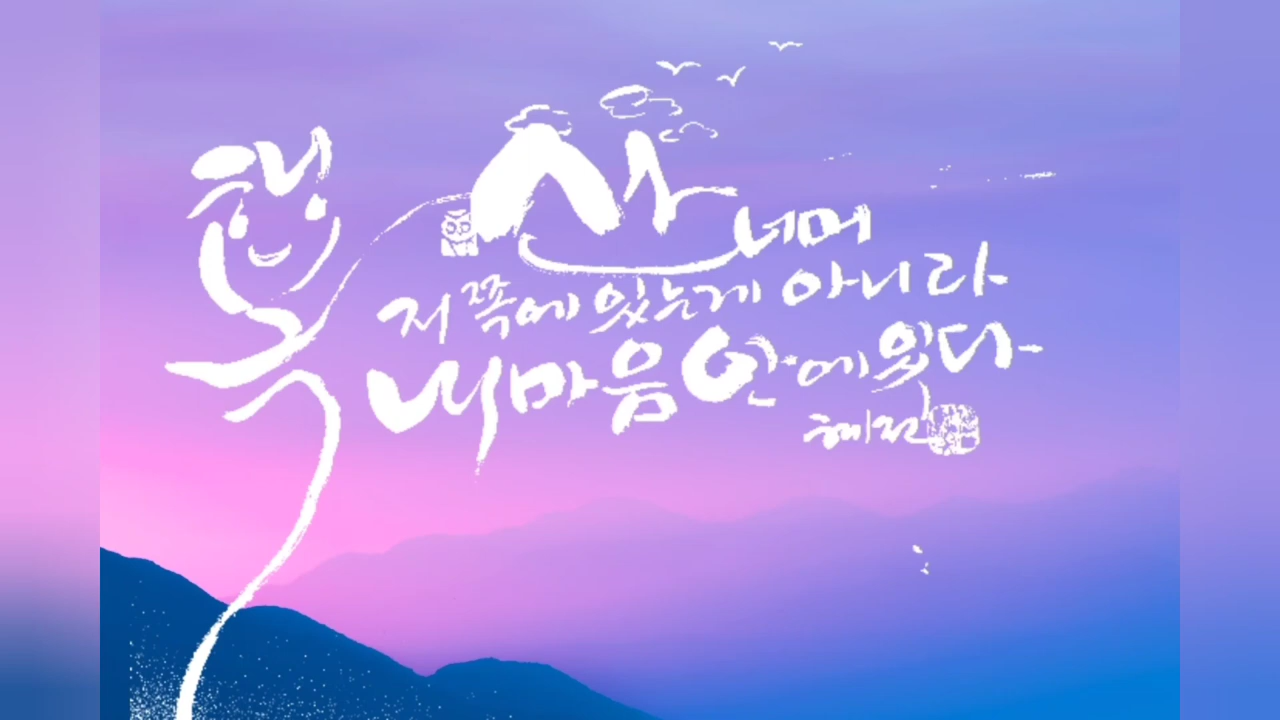 행복
산 너머
저쪽에 있는게 아니라
내마음 안에 있다
혜전